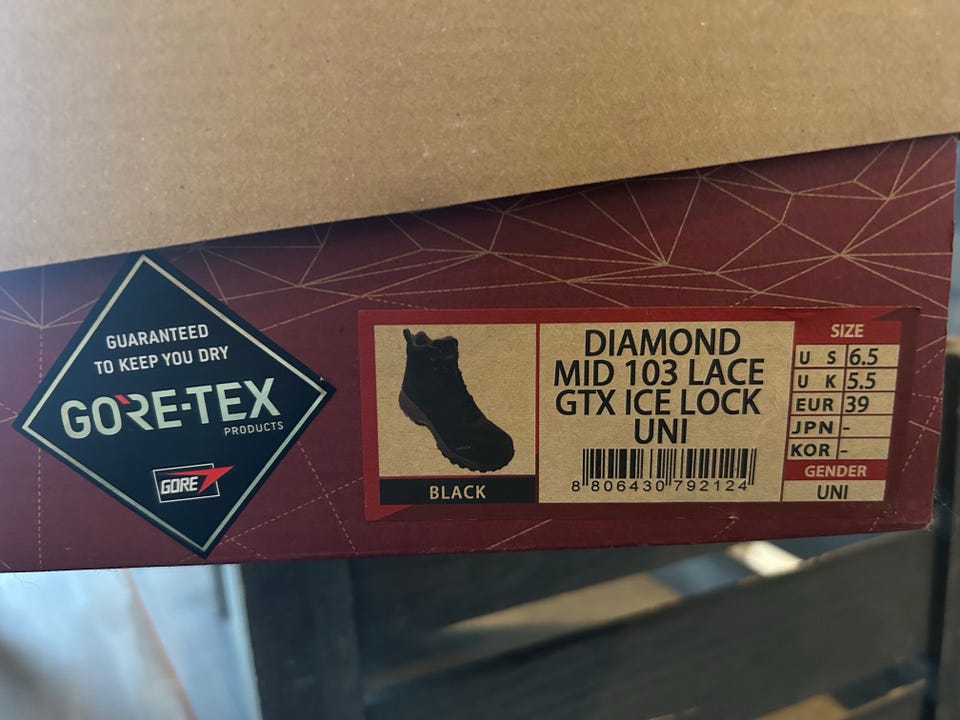 GUARANTEED
TO KEEP YOU DRY
GORE-TEX
PRODUCTS
GORE
BLACK
DIAMOND
MID 103 LACE
GTX ICE LOCK
UNI
8 806430 792124
SIZE
U S 6.5
U K 5.5
EUR 39
JPN -
KOR -
GENDER
UNI